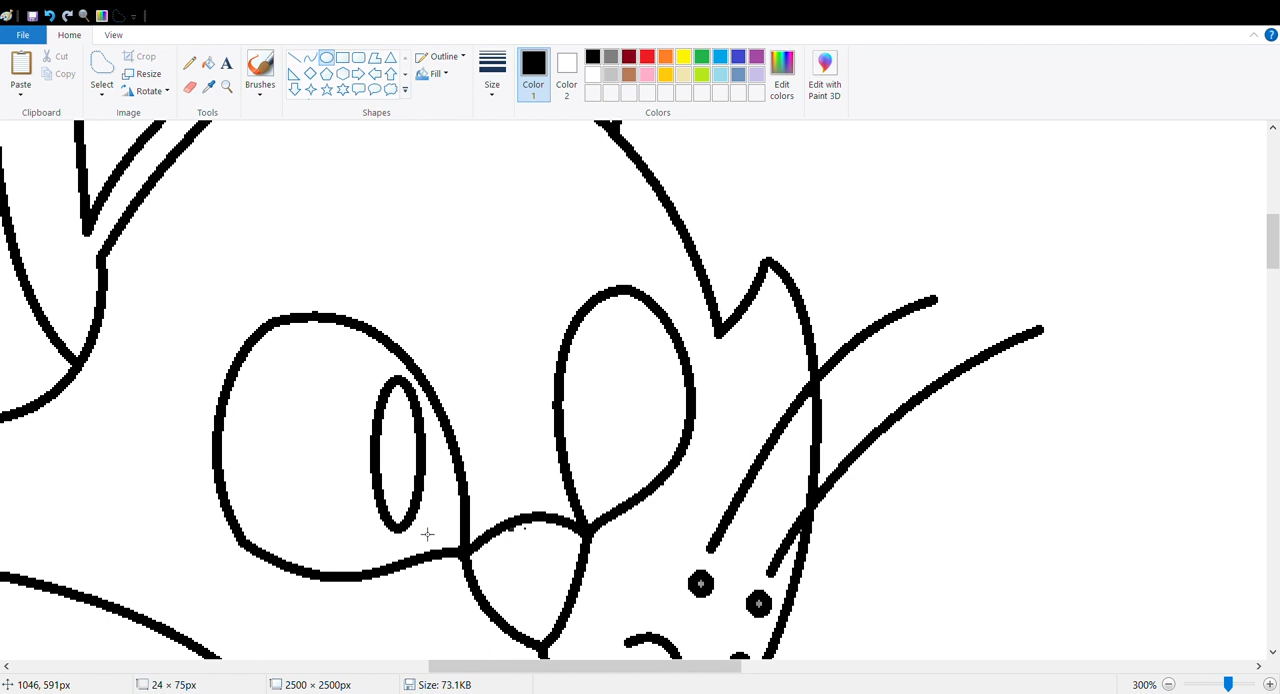 File Home View
Paste Cut Copy Select Crop Resize Rotate A Brushes Outline Fill Size Color 1 Color 2 Edit colors Edit with Paint 3D
Clipboard Image Tools Shapes Colors
1046, 591px 24 × 75px 2500 × 2500px Size: 73.1KB 300%